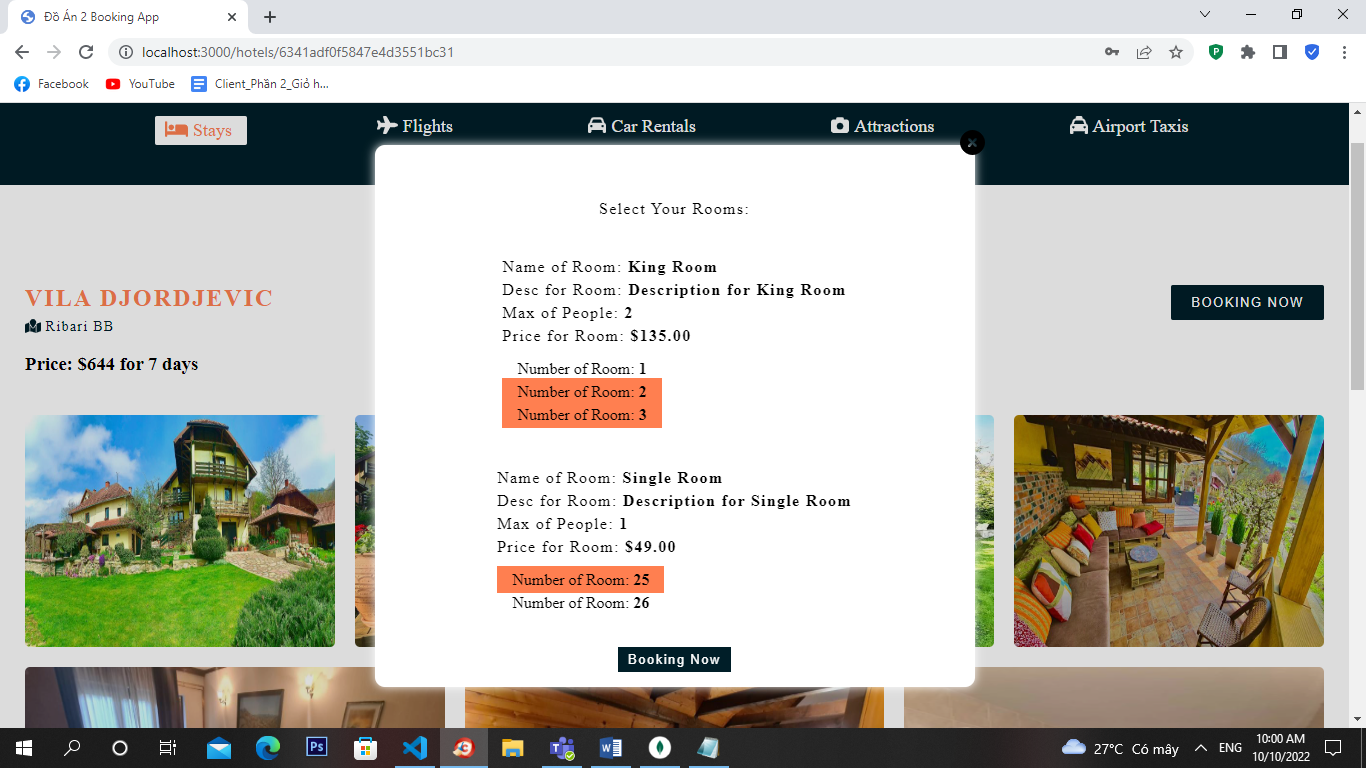 Đồ Án 2 Booking App
localhost:3000/hotels/6341adf0f5847e4d3551bc31
Facebook
YouTube
Client_Phần 2_Giỏ h...
Stays
Flights
Car Rentals
Attractions
Airport Taxis
Select Your Rooms:
Name of Room: King Room
Desc for Room: Description for King Room
Max of People: 2
Price for Room: $135.00
Number of Room: 1
Number of Room: 2
Number of Room: 3
Name of Room: Single Room
Desc for Room: Description for Single Room
Max of People: 1
Price for Room: $49.00
Number of Room: 25
Number of Room: 26
Booking Now
VILA DJORDJEVIC
Ribari BB
Price: $644 for 7 days
BOOKING NOW
Ps
27°C Có mây
ENG
10:00 AM
10/10/2022